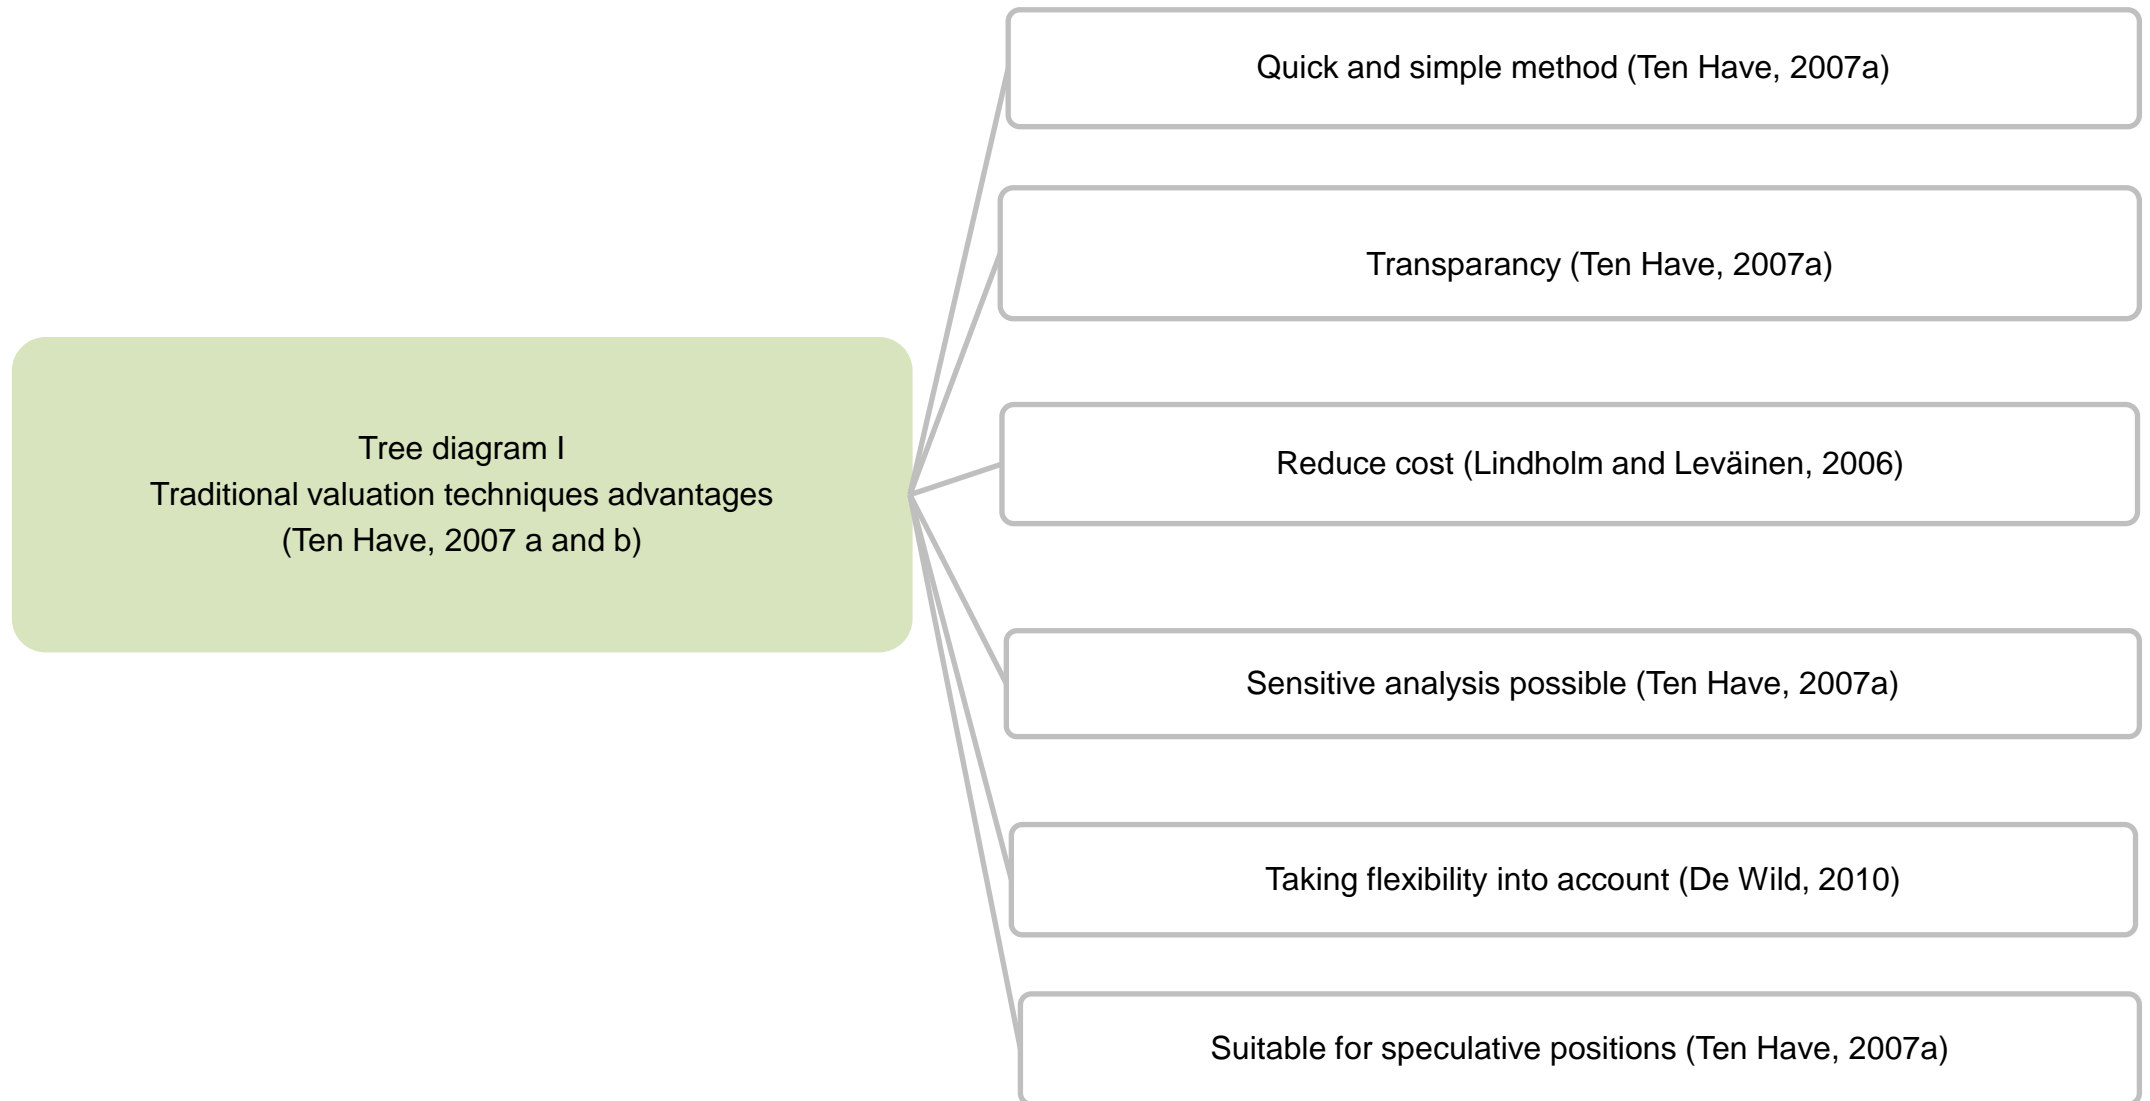 Tree diagram I
Traditional valuation techniques advantages
(Ten Have, 2007 a and b)
Quick and simple method (Ten Have, 2007a)
Transparancy (Ten Have, 2007a)
Reduce cost (Lindholm and Leväinen, 2006)
Sensitive analysis possible (Ten Have, 2007a)
Taking flexibility into account (De Wild, 2010)
Suitable for speculative positions (Ten Have, 2007a)